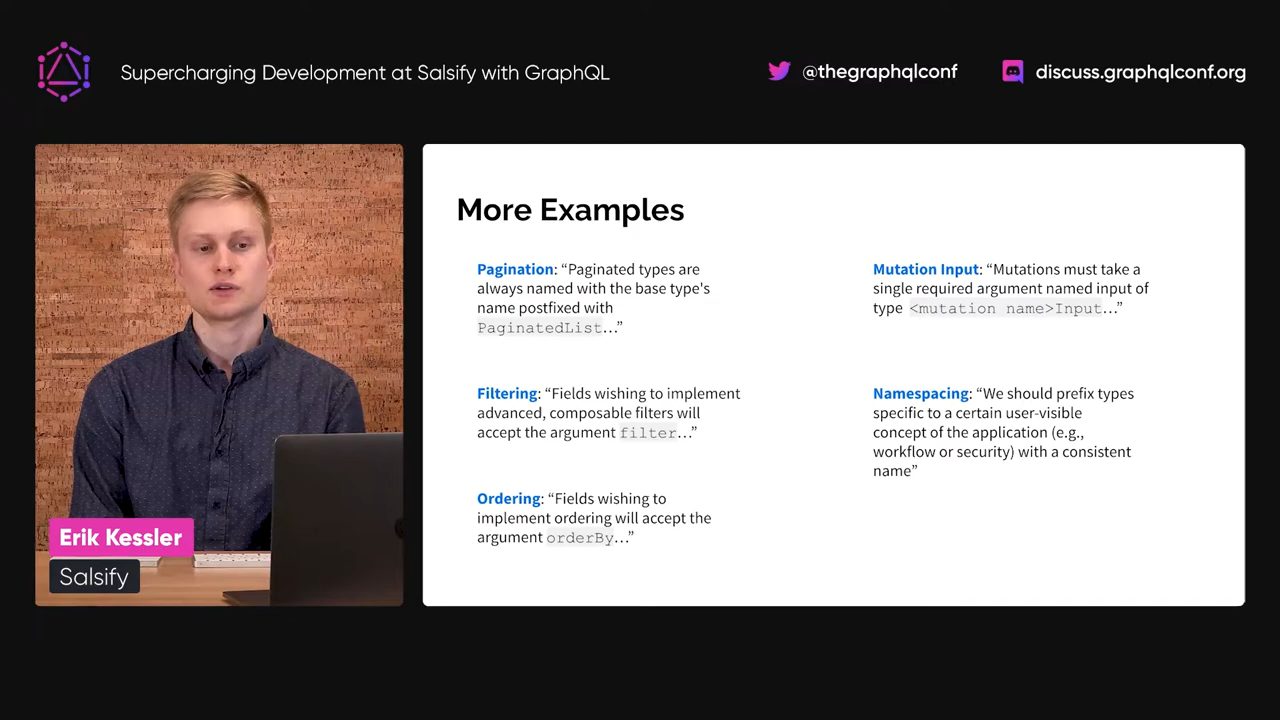 Supercharging Development at Salsify with GraphQL
@thegraphqlconf
discuss.graphqlconf.org
More Examples
Pagination: “Paginated types are
always named with the base type's
name postfixed with
PaginatedList…”
Filtering: “Fields wishing to implement
advanced, composable filters will
accept the argument filter…”
Ordering: “Fields wishing to
implement ordering will accept the
argument orderBy…”
Mutation Input: “Mutations must take a
single required argument named input of
type <mutation name>Input…”
Namespacing: “We should prefix types
specific to a certain user-visible
concept of the application (e.g.,
workflow or security) with a consistent
name”
Erik Kessler
Salsify